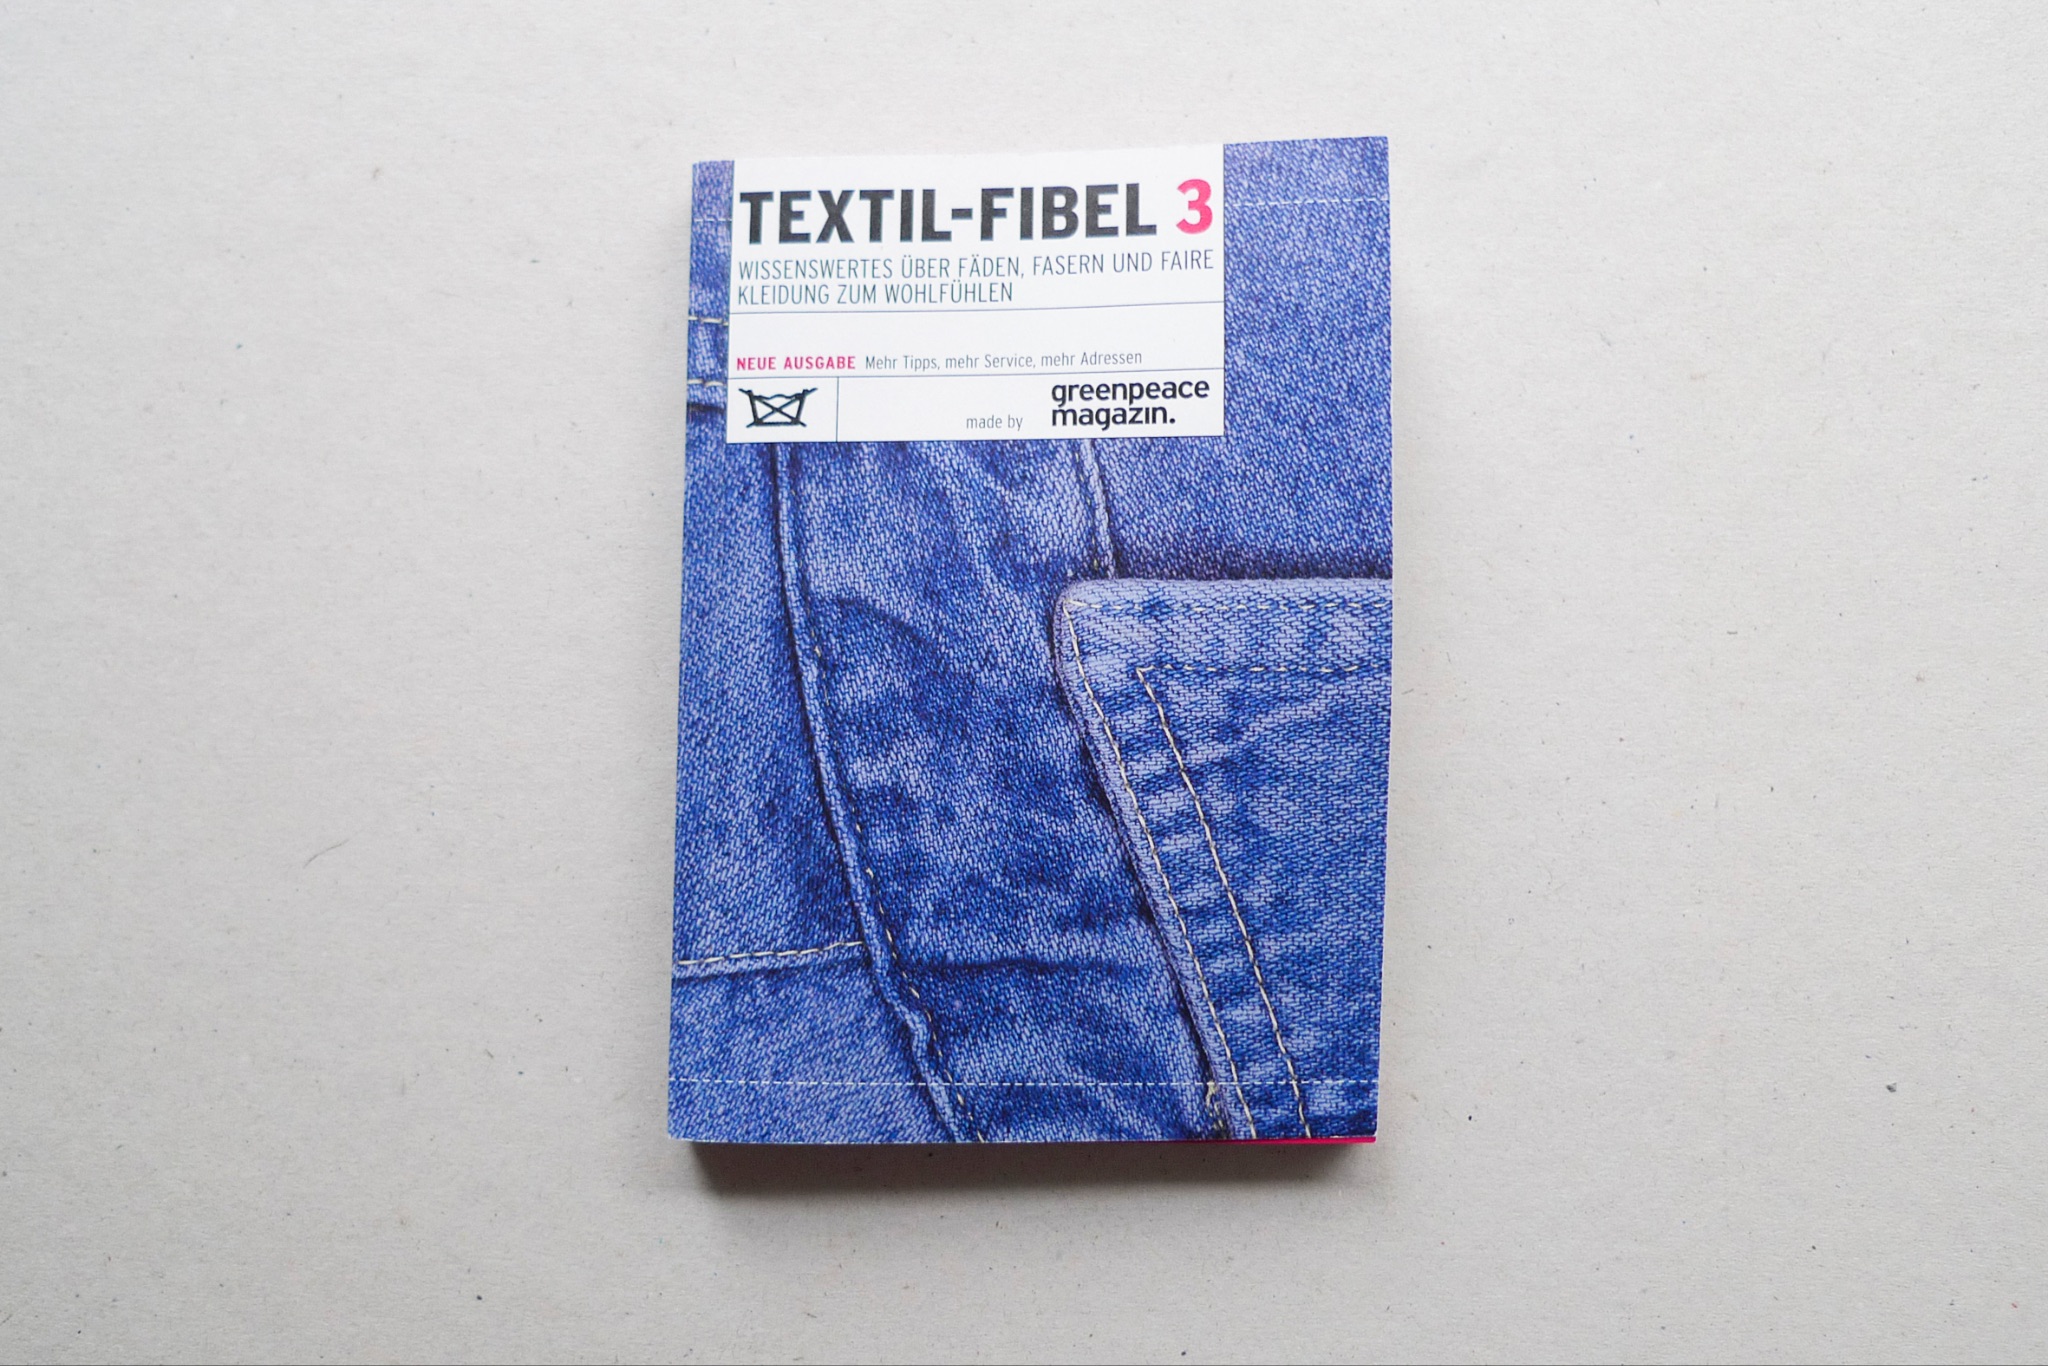 TEXTIL-FIBEL 3
WISSENSWERTES ÜBER FÄDEN, FASERN UND FAIRE
KLEIDUNG ZUM WOHLFÜHLEN
NEUE AUSGABE Mehr Tipps, mehr Service, mehr Adressen
made by greenpeace
magazin.